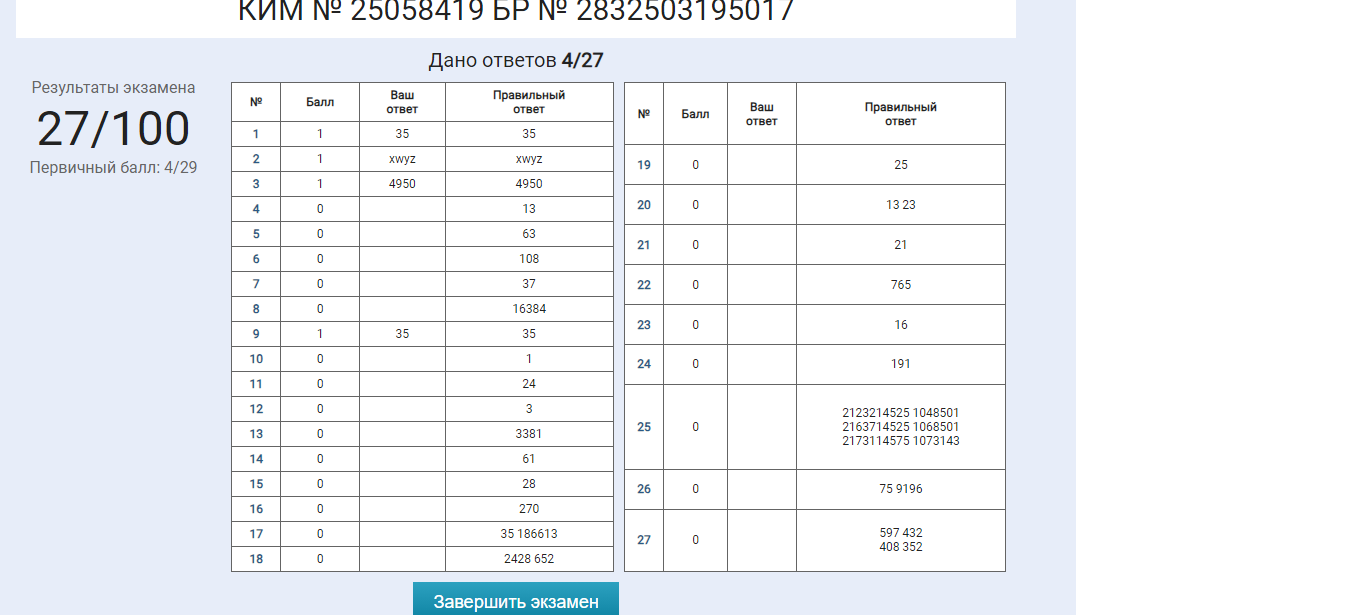 КИМ № 25058419 БР № 2832503195017
Дано ответов 4/27
Результаты экзамена
27/100
Первичный балл: 4/29
№ Балл Ваш ответ Правильный ответ
1 1 35 35
2 1 xwyz xwyz
3 1 4950 4950
4 0 13
5 0 63
6 0 108
7 0 37
8 0 16384
9 1 35 35
10 0 1
11 0 24
12 0 3
13 0 3381
14 0 61
15 0 28
16 0 270
17 0 35 186613
18 0 2428 652
№ Балл Ваш ответ Правильный ответ
19 0 25
20 0 13 23
21 0 21
22 0 765
23 0 16
24 0 191
25 0 2123214525 1048501
2163714525 1068501
2173114575 1073143
26 0 75 9196
27 0 597 432
408 352
Завершить экзамен